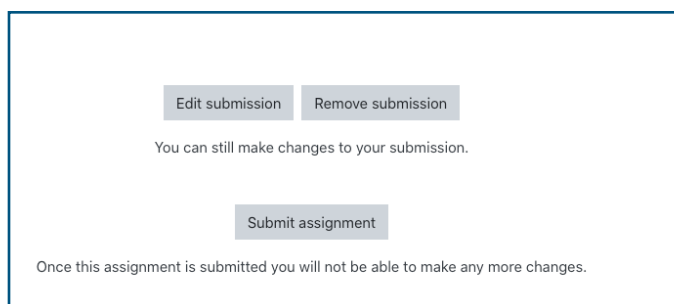 Edit submission Remove submission
You can still make changes to your submission.
Submit assignment
Once this assignment is submitted you will not be able to make any more changes.